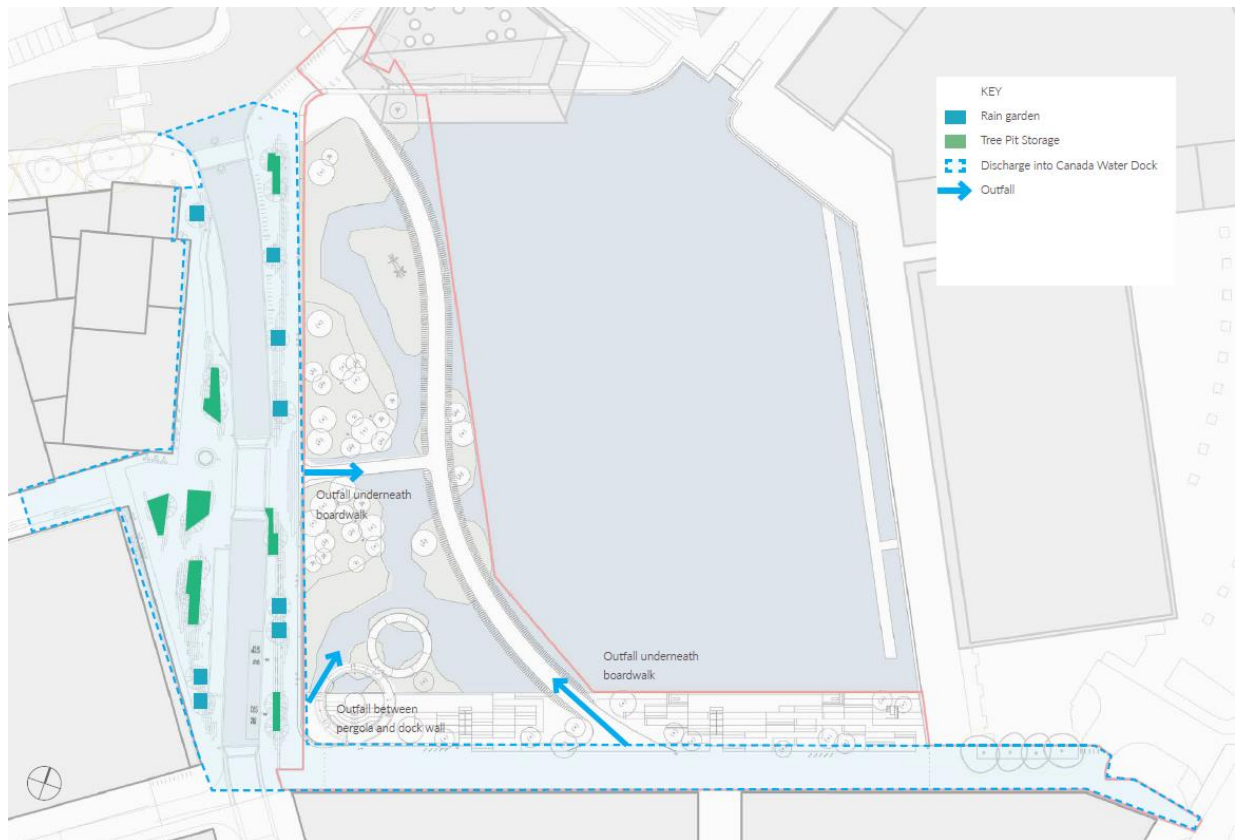 KEY
Rain garden
Tree Pit Storage
Discharge into Canada Water Dock
Outfall
Outfall underneath
boardwalk
Outfall underneath
boardwalk
Outfall between
pergola and dock wall